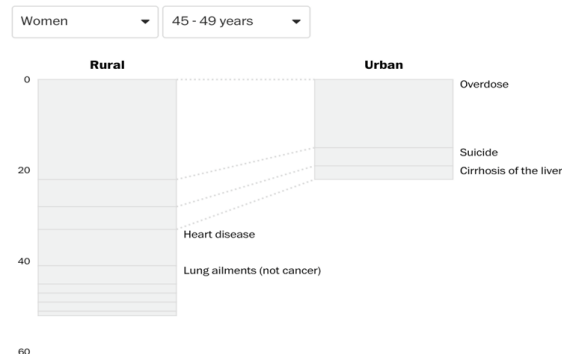 Women
45 - 49 years
Rural
Urban
0
Overdose
Suicide
20
Cirrhosis of the liver
Heart disease
40
Lung ailments (not cancer)
60